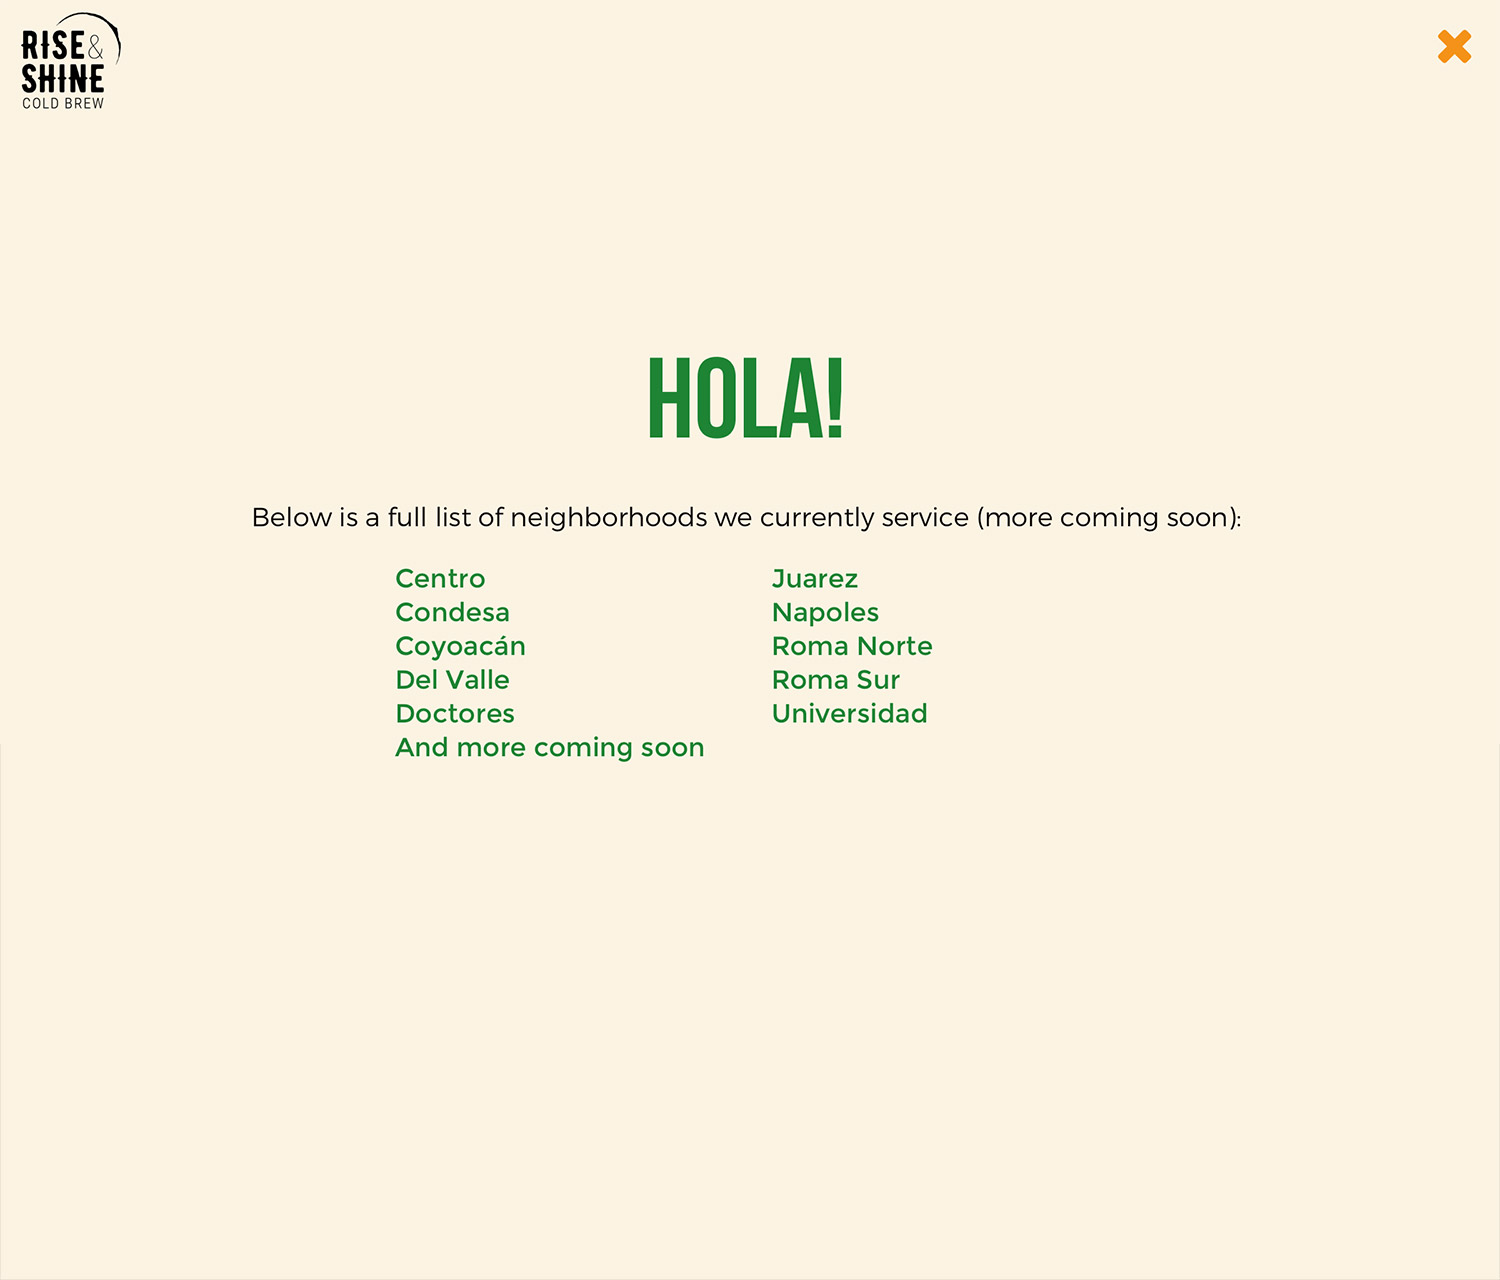 RISE &
SHINE
COLD BREW
HOLA!
Below is a full list of neighborhoods we currently service (more coming soon):
Centro
Condesa
Coyoacán
Del Valle
Doctores
And more coming soon
Juarez
Napoles
Roma Norte
Roma Sur
Universidad